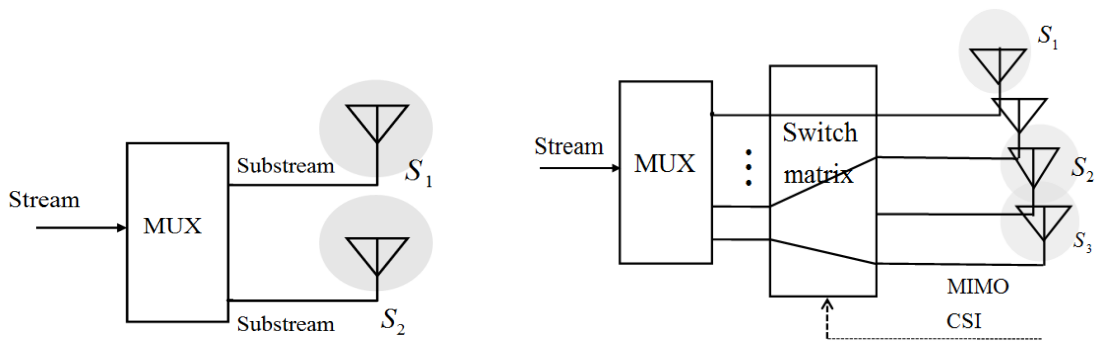 Stream
MUX
Substream
S1
Substream
S2
Stream
MUX
Switch
matrix
S1
S2
S3
MIMO
CSI